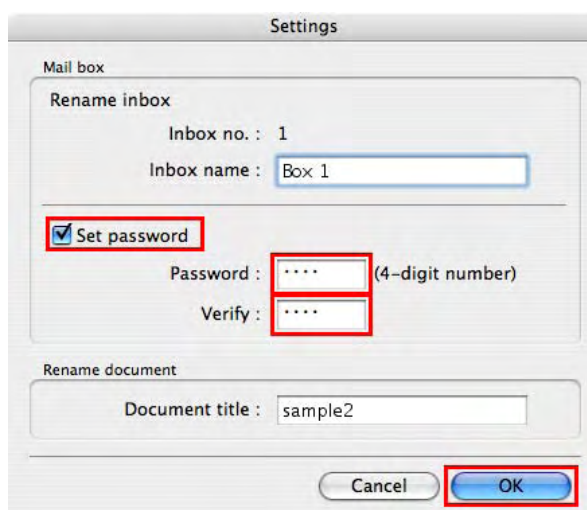 Settings
Mail box
Rename inbox
Inbox no. : 1
Inbox name : Box 1
Set password
Password : •••• (4-digit number)
Verify : ••••
Rename document
Document title : sample2
Cancel OK